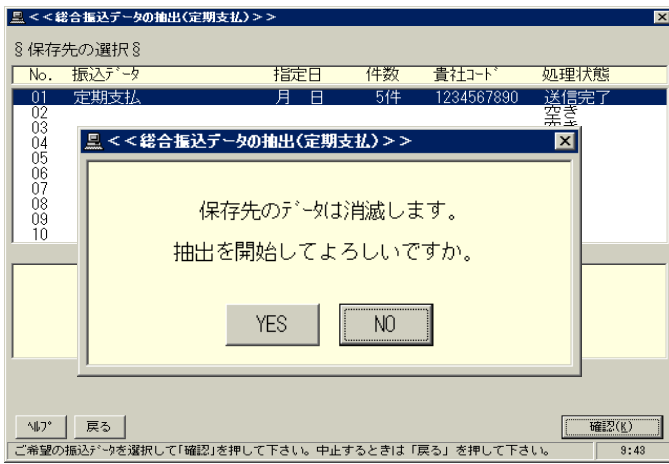 <<総合振込データの抽出(定期支払)>>
§保存先の選択§
No. 振込ﾃﾞｰﾀ 指定日 件数 貴社ｺｰﾄﾞ 処理状態
01 定期支払 月 日 5件 1234567890 送信完了
02 空き
03 空き
04
05
06
07
08
09
10
<<総合振込データの抽出(定期支払)>>
保存先のﾃﾞｰﾀは消滅します。
抽出を開始してよろしいですか。
YES NO
ﾍﾙﾌﾟ 戻る 確認(K)
ご希望の振込ﾃﾞｰﾀを選択して「確認」を押して下さい。中止するときは「戻る」を押して下さい。 9:43